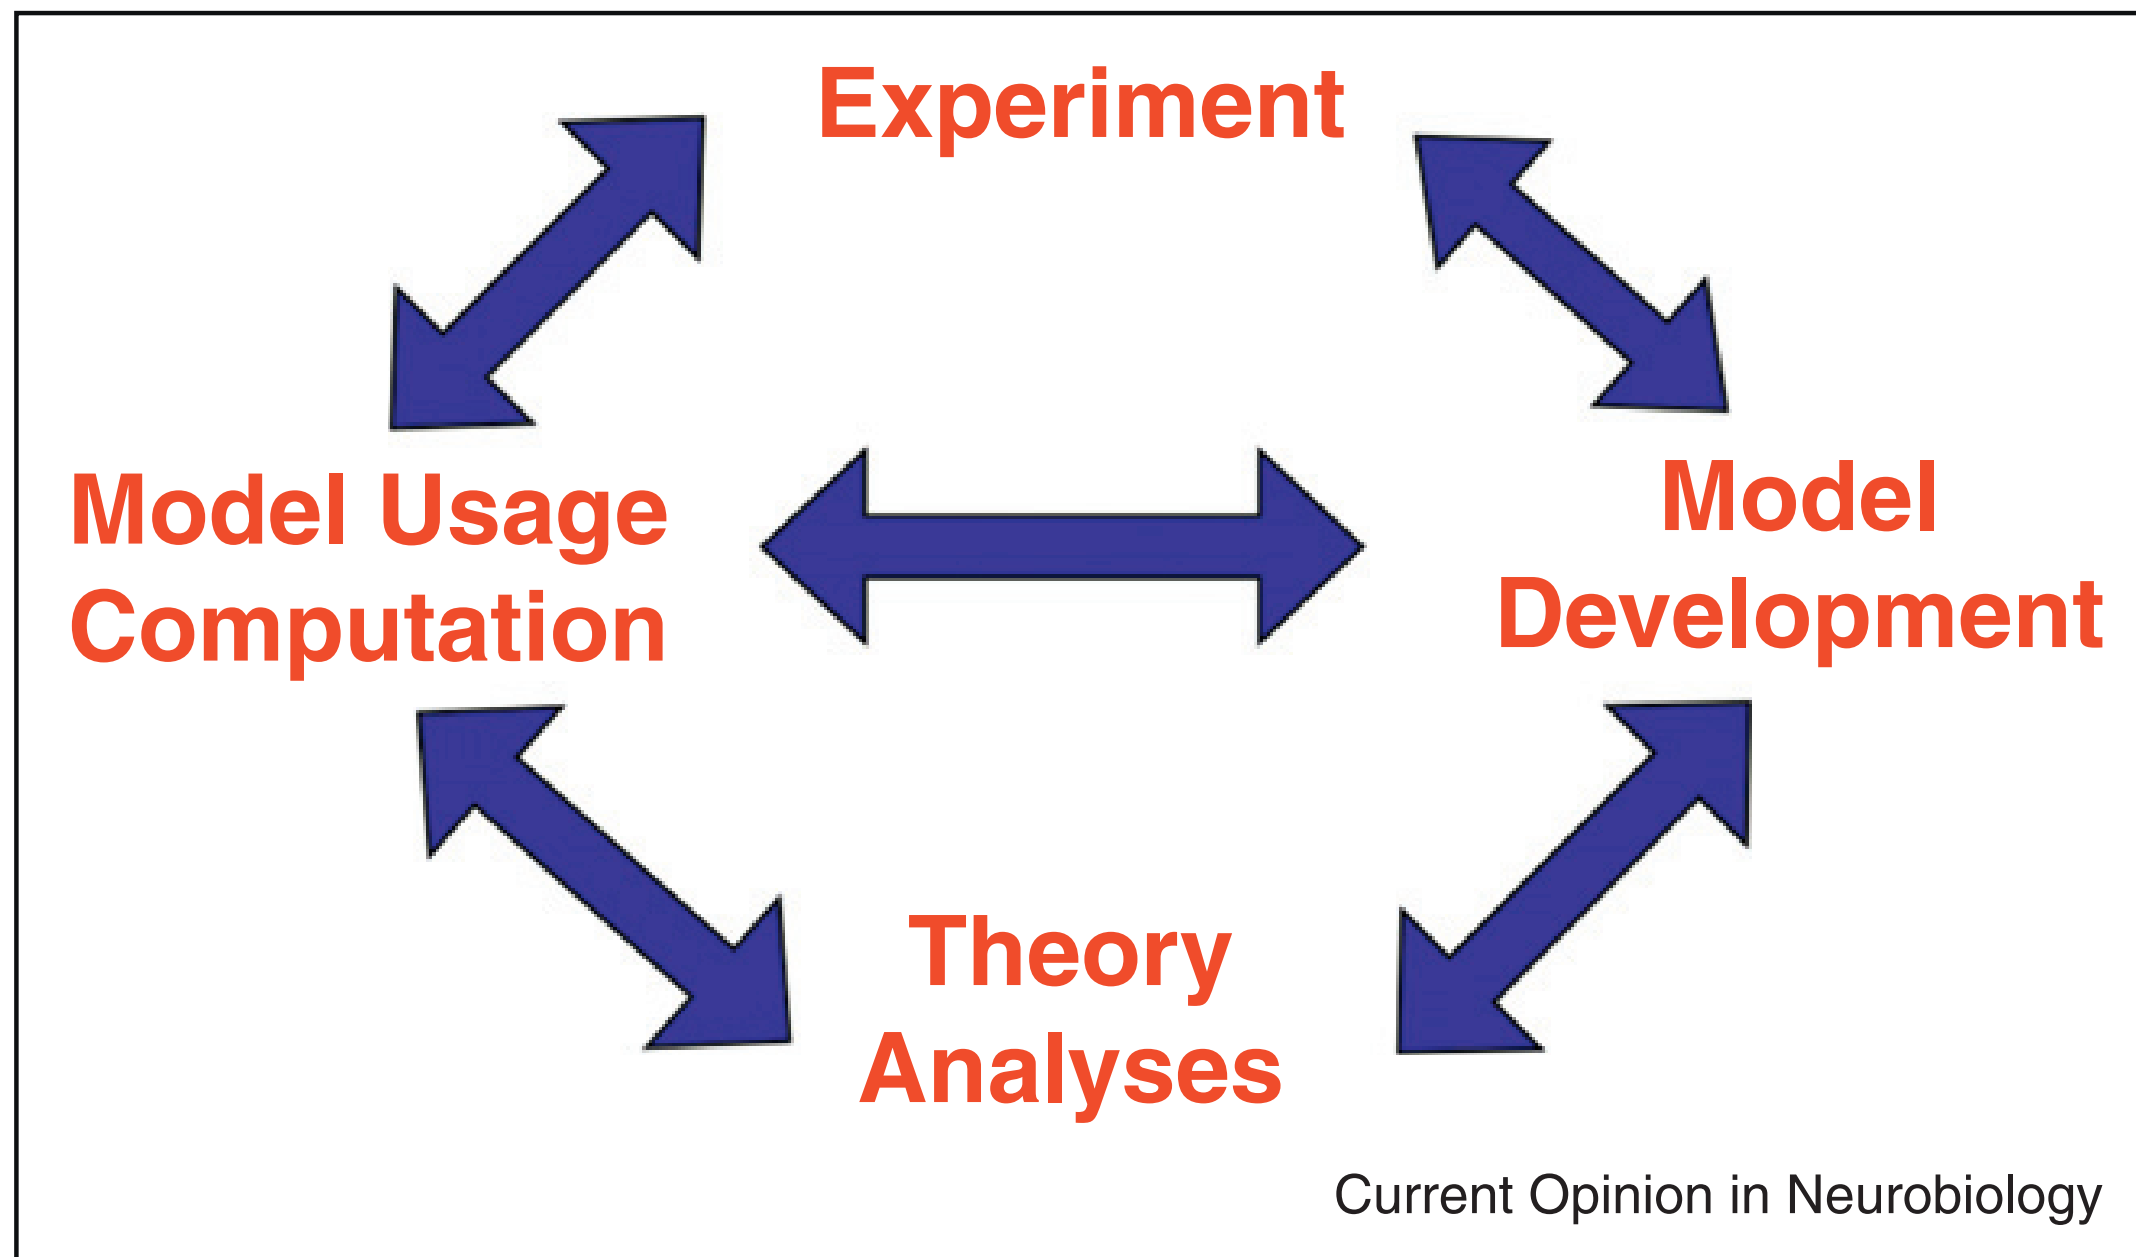 Experiment
Model Usage
Computation
Model
Development
Theory
Analyses
Current Opinion in Neurobiology